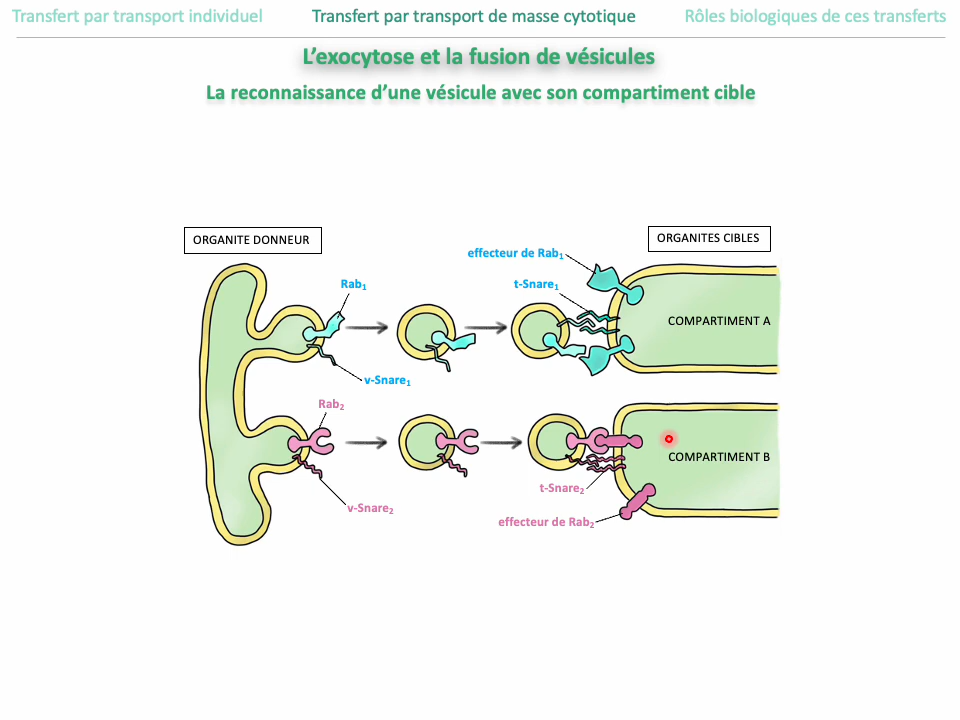 Transfert par transport individuel
Transfert par transport de masse cytotique
Rôles biologiques de ces transferts
L’exocytose et la fusion de vésicules
La reconnaissance d’une vésicule avec son compartiment cible
ORGANITE DONNEUR
ORGANITES CIBLES
effecteur de Rab₁
Rab₁
t-Snare₁
COMPARTIMENT A
v-Snare₁
Rab₂
COMPARTIMENT B
t-Snare₂
v-Snare₂
effecteur de Rab₂